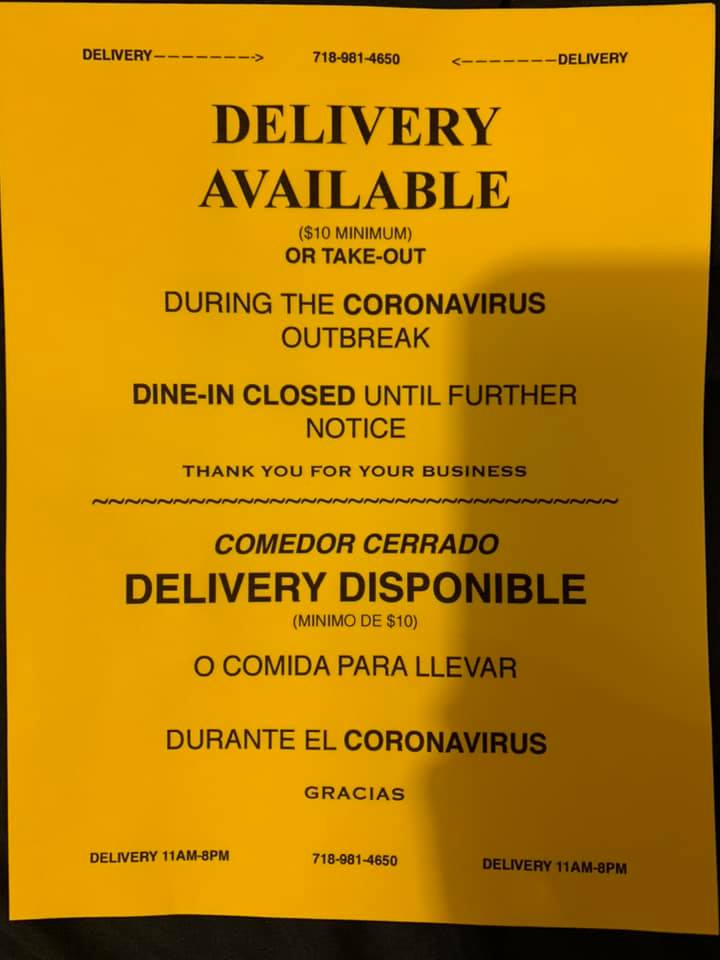 DELIVERY--------> 718-981-4650 <-------DELIVERY
DELIVERY
AVAILABLE
($10 MINIMUM)
OR TAKE-OUT
DURING THE CORONAVIRUS
OUTBREAK
DINE-IN CLOSED UNTIL FURTHER
NOTICE
THANK YOU FOR YOUR BUSINESS
~~~~~~~~~~~~~~~~~~~~~~~~~~~~~~~~~
COMEDOR CERRADO
DELIVERY DISPONIBLE
(MINIMO DE $10)
O COMIDA PARA LLEVAR
DURANTE EL CORONAVIRUS
GRACIAS
DELIVERY 11AM-8PM 718-981-4650 DELIVERY 11AM-8PM